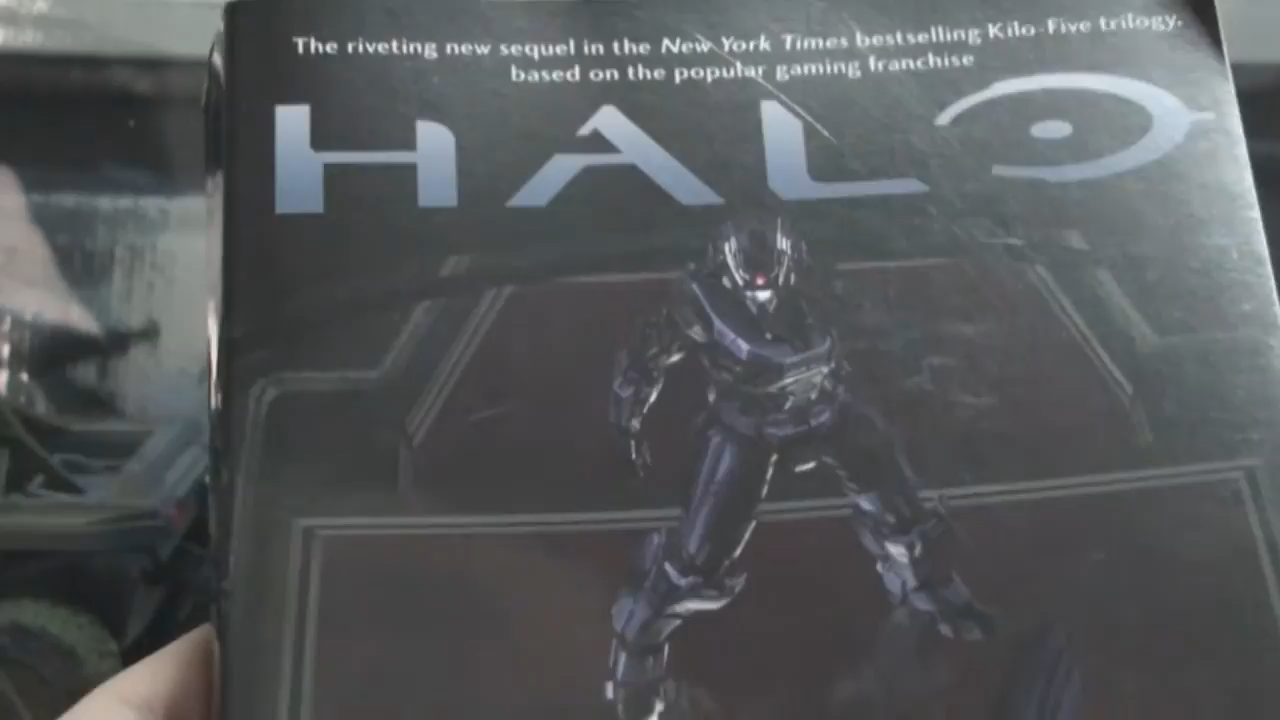 The riveting new sequel in the New York Times bestselling Kilo-Five trilogy,
based on the popular gaming franchise
HALO